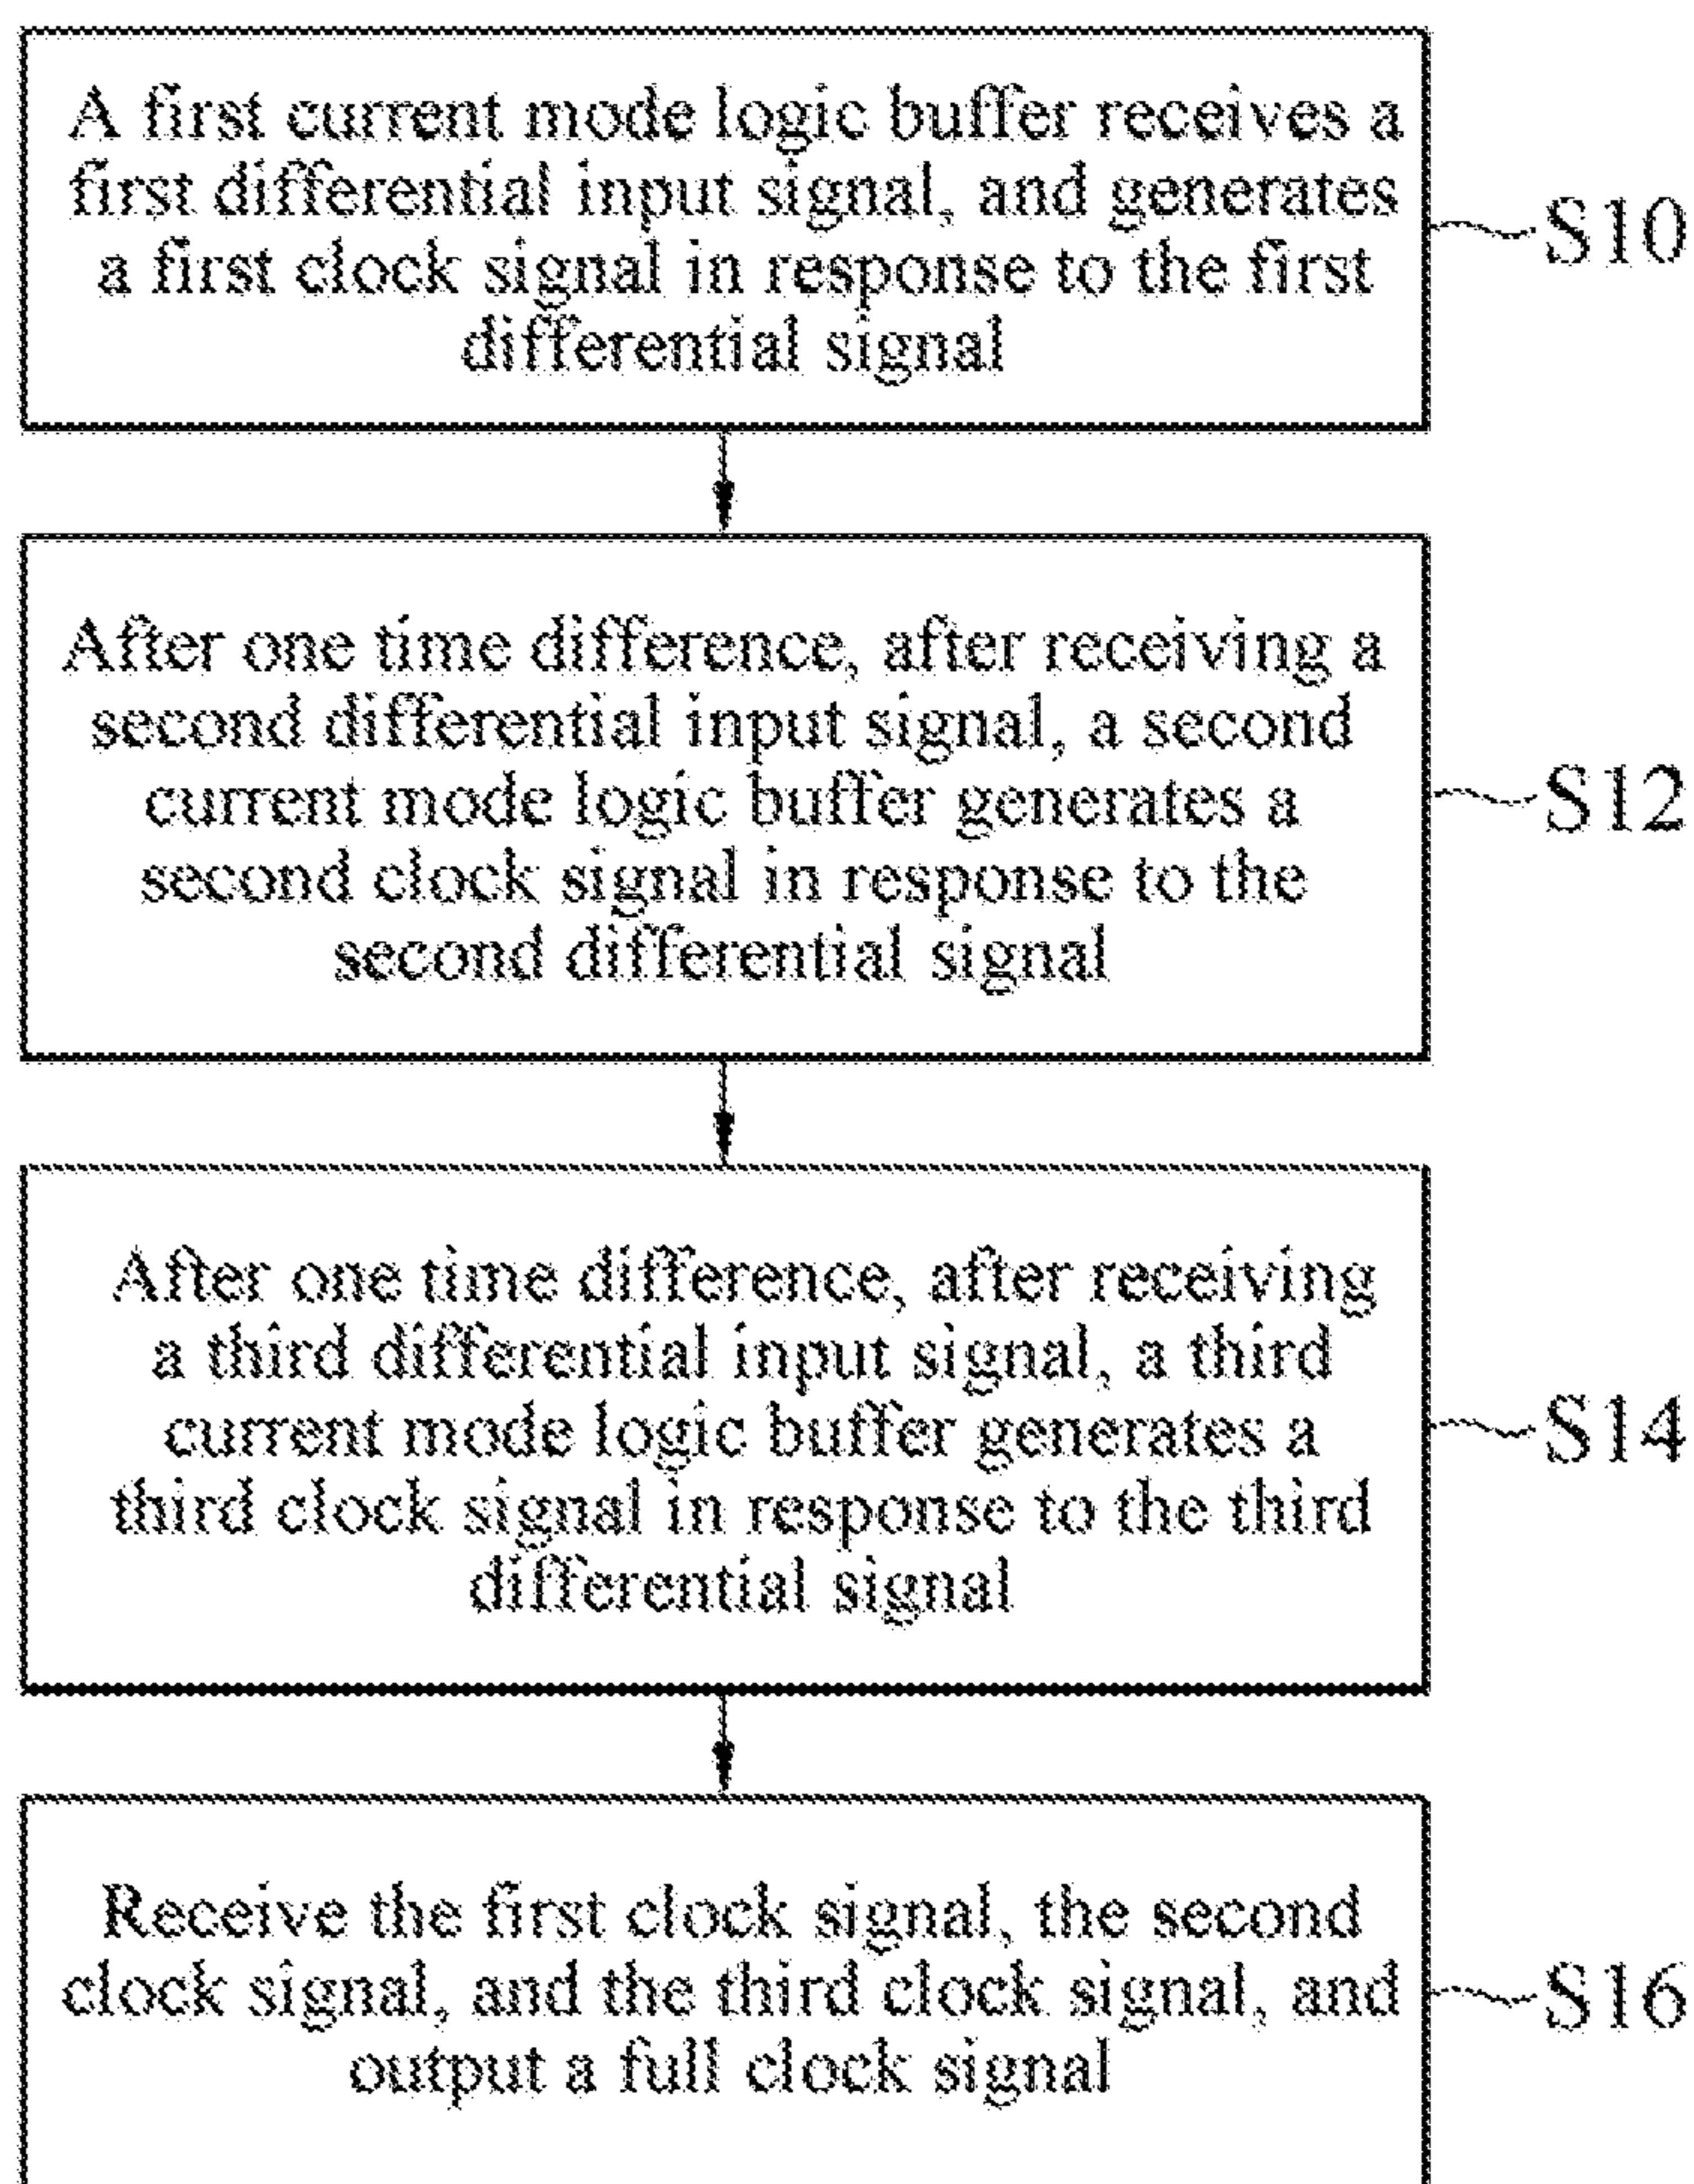 A first current mode logic buffer receives a
first differential input signal, and generates
a first clock signal in response to the first
differential signal
S10
After one time difference, after receiving a
second differential input signal, a second
current mode logic buffer generates a
second clock signal in response to the
second differential signal
S12
After one time difference, after receiving
a third differential input signal, a third
current mode logic buffer generates a
third clock signal in response to the third
differential signal
S14
Receive the first clock signal, the second
clock signal, and the third clock signal, and
output a full clock signal
S16